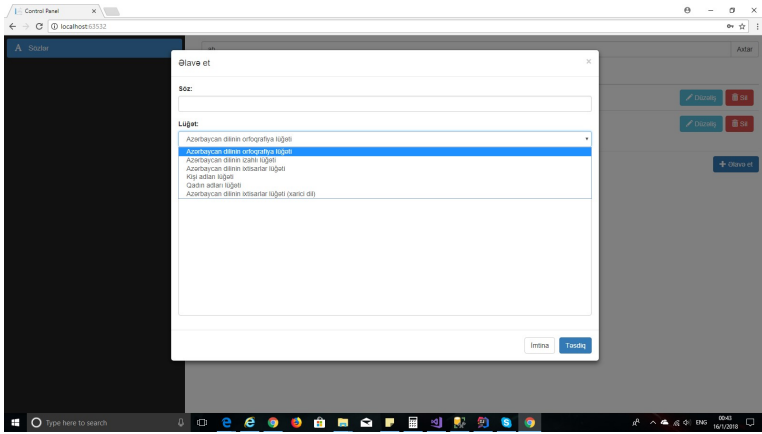 Control Panel
localhost:63532
A Sözlər
Axtar
Əlavə et
Söz:
Düzəliş
Sil
Lüğət:
Düzəliş
Sil
Azərbaycan dilinin orfoqrafiya lüğəti
Azərbaycan dilinin orfoqrafiya lüğəti
Azərbaycan dilinin izahlı lüğəti
Azərbaycan dilinin ixtisarlar lüğəti
Kişi adları lüğəti
Qadın adları lüğəti
Azərbaycan dilinin ixtisarlar lüğəti (xarici dil)
Əlavə et
İmtina
Təsdiq
Type here to search
ENG
00:43
16/1/2018